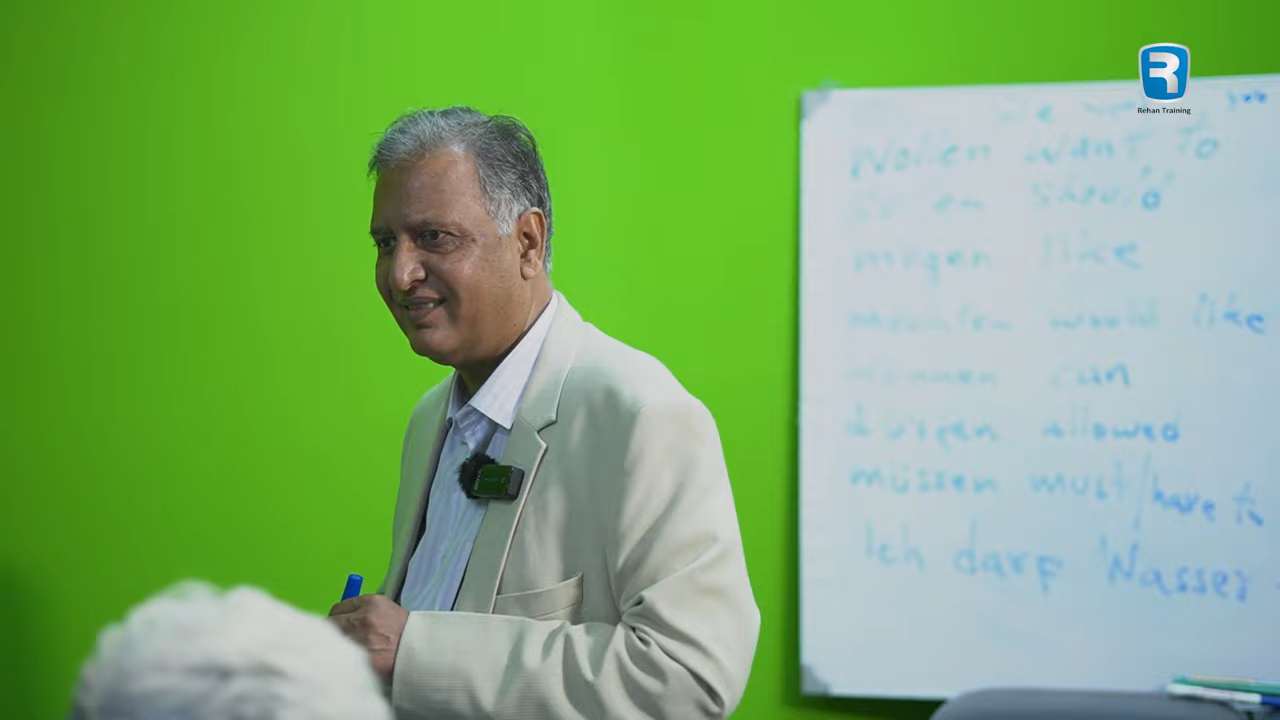 Rehan Training
wollen want to
should
mögen like
would like
können can
dürfen allowed
müssen must/have to
Ich darf Wasser